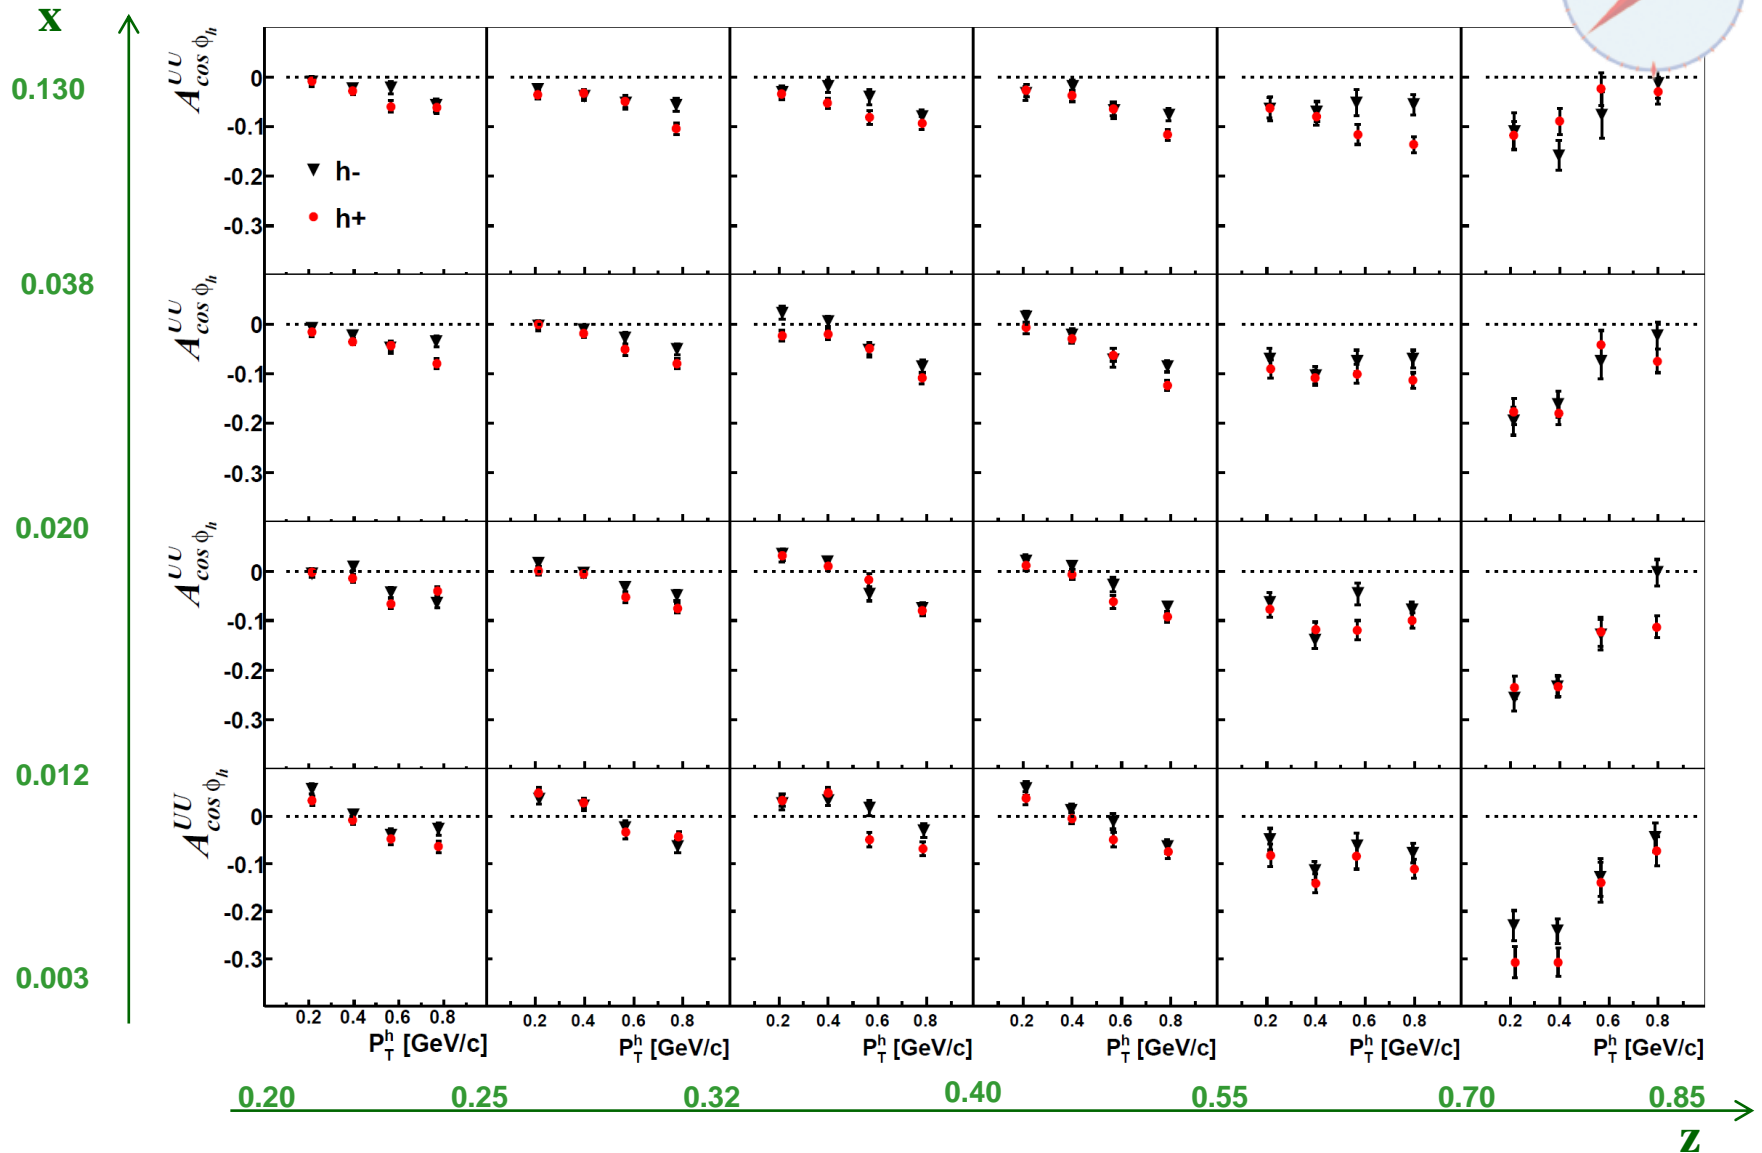 x
0.130
A^{UU}_{cos ϕ_h}
0
-0.1
-0.2
-0.3
h-
h+
0.038
A^{UU}_{cos ϕ_h}
0
-0.1
-0.2
-0.3
0.020
A^{UU}_{cos ϕ_h}
0
-0.1
-0.2
-0.3
0.012
A^{UU}_{cos ϕ_h}
0
-0.1
-0.2
-0.3
0.003
0.2 0.4 0.6 0.8 0.2 0.4 0.6 0.8 0.2 0.4 0.6 0.8 0.2 0.4 0.6 0.8 0.2 0.4 0.6 0.8 0.2 0.4 0.6 0.8
P^h_T [GeV/c] P^h_T [GeV/c] P^h_T [GeV/c] P^h_T [GeV/c] P^h_T [GeV/c] P^h_T [GeV/c]
0.20 0.25 0.32 0.40 0.55 0.70 0.85
z